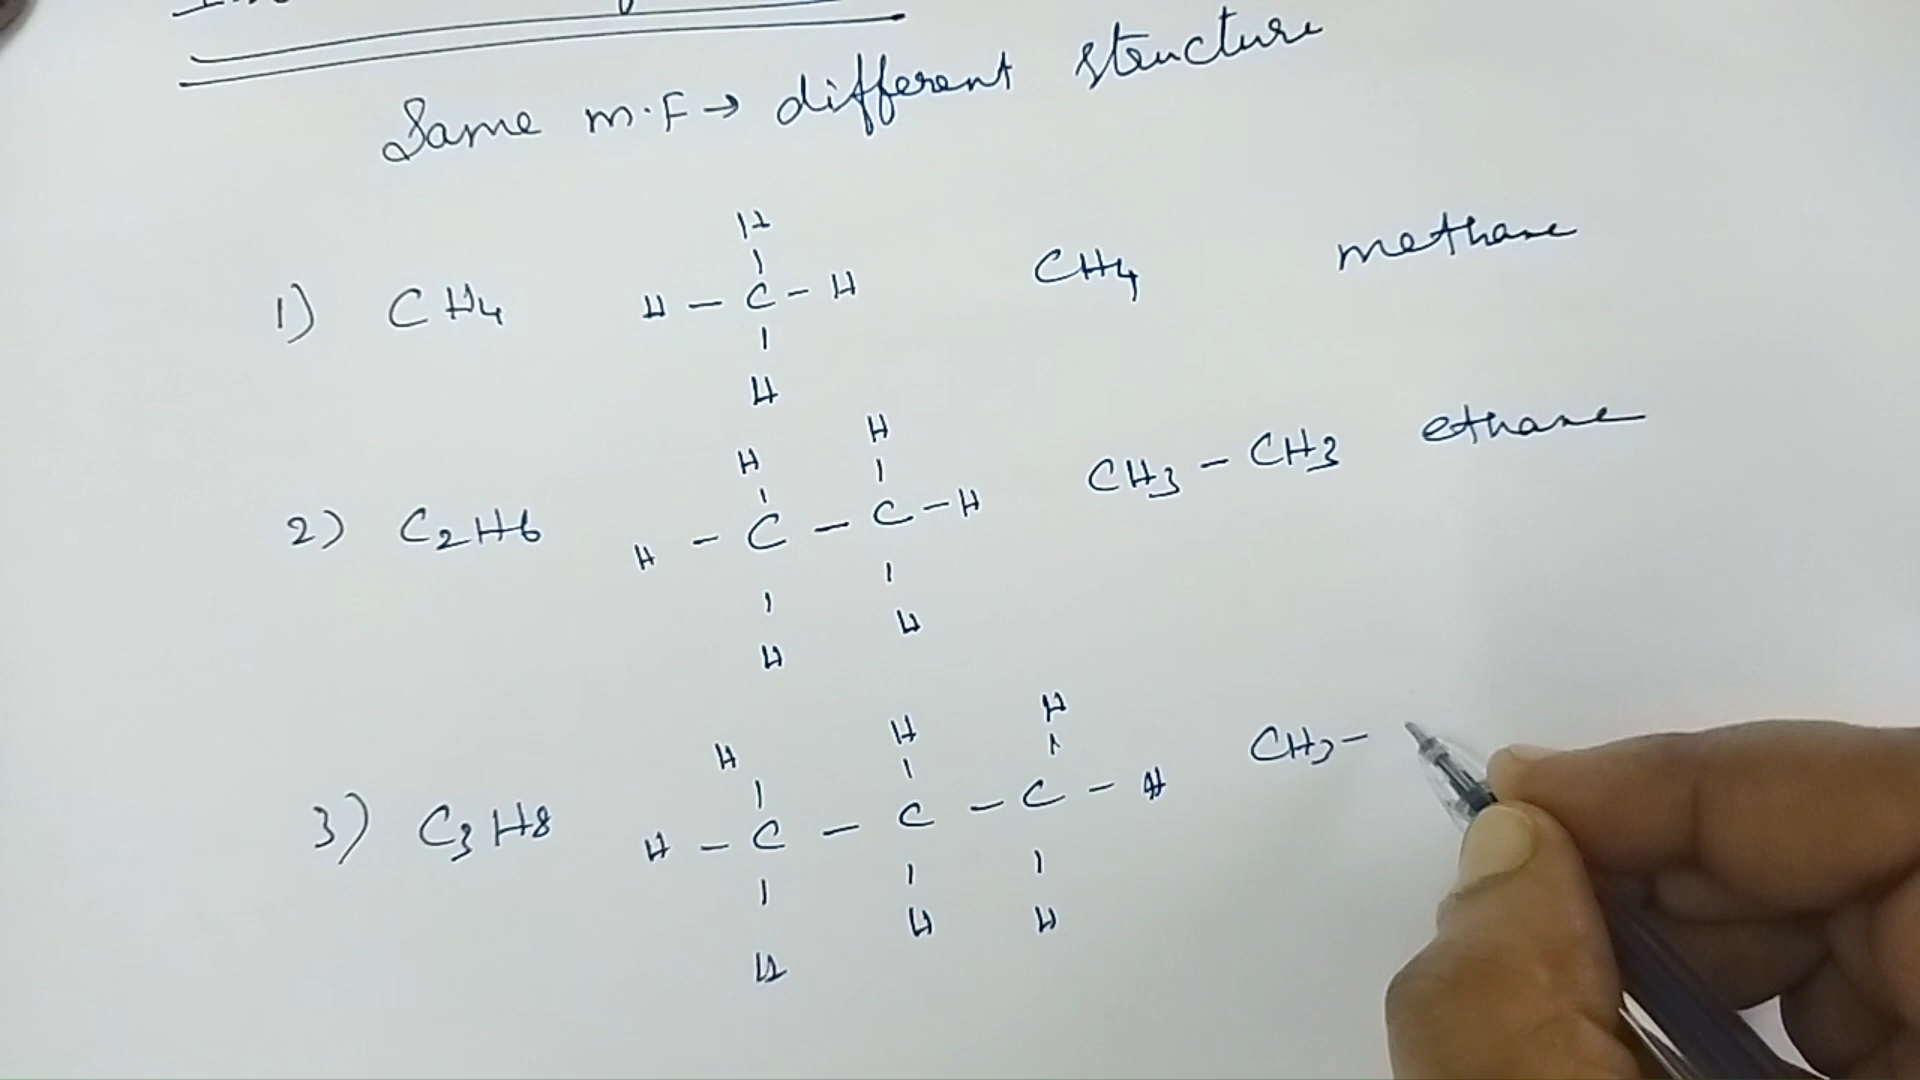 Same m.F → different structure
H
|
1) CH4 H - C - H CH4 methane
|
H
H H
| |
2) C2H6 H - C - C - H CH3 - CH3 ethane
| |
H H
H H H
| | |
3) C3H8 H - C - C - C - H CH3 -
| | |
H H H